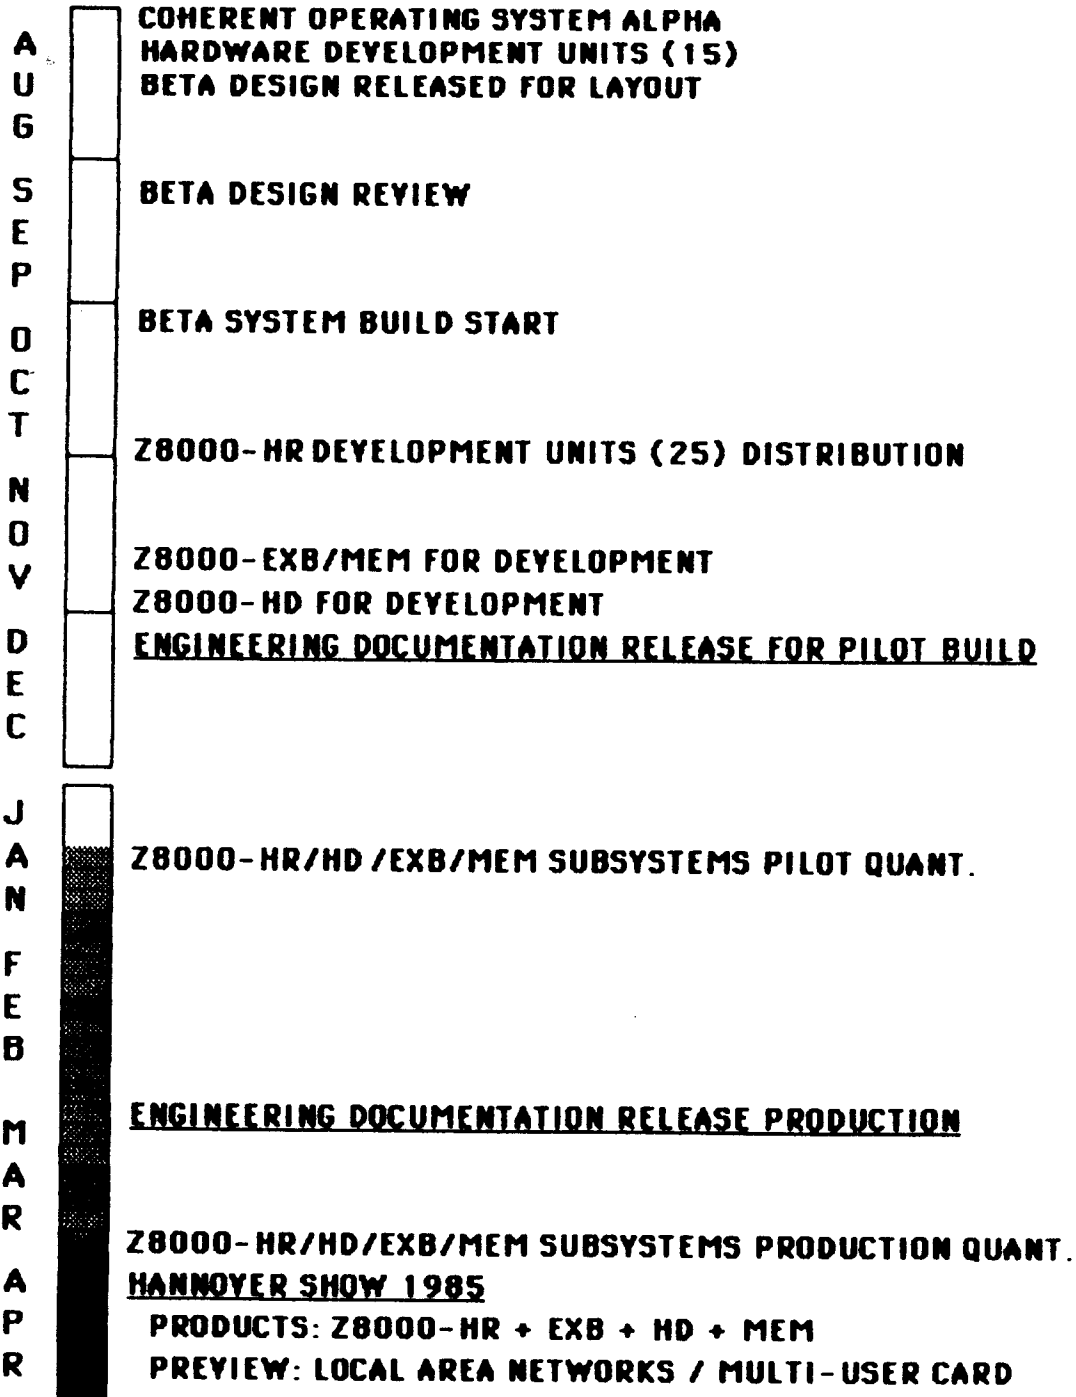 AUG
COHERENT OPERATING SYSTEM ALPHA
HARDWARE DEVELOPMENT UNITS (15)
BETA DESIGN RELEASED FOR LAYOUT
SEP
BETA DESIGN REVIEW
OCT
BETA SYSTEM BUILD START
Z8000-HR DEVELOPMENT UNITS (25) DISTRIBUTION
NOV
Z8000-EXB/MEM FOR DEVELOPMENT
Z8000-HD FOR DEVELOPMENT
DEC
ENGINEERING DOCUMENTATION RELEASE FOR PILOT BUILD
JAN
Z8000-HR/HD/EXB/MEM SUBSYSTEMS PILOT QUANT.
FEB
MAR
ENGINEERING DOCUMENTATION RELEASE PRODUCTION
Z8000-HR/HD/EXB/MEM SUBSYSTEMS PRODUCTION QUANT.
APR
HANNOVER SHOW 1985
PRODUCTS: Z8000-HR + EXB + HD + MEM
PREVIEW: LOCAL AREA NETWORKS / MULTI-USER CARD